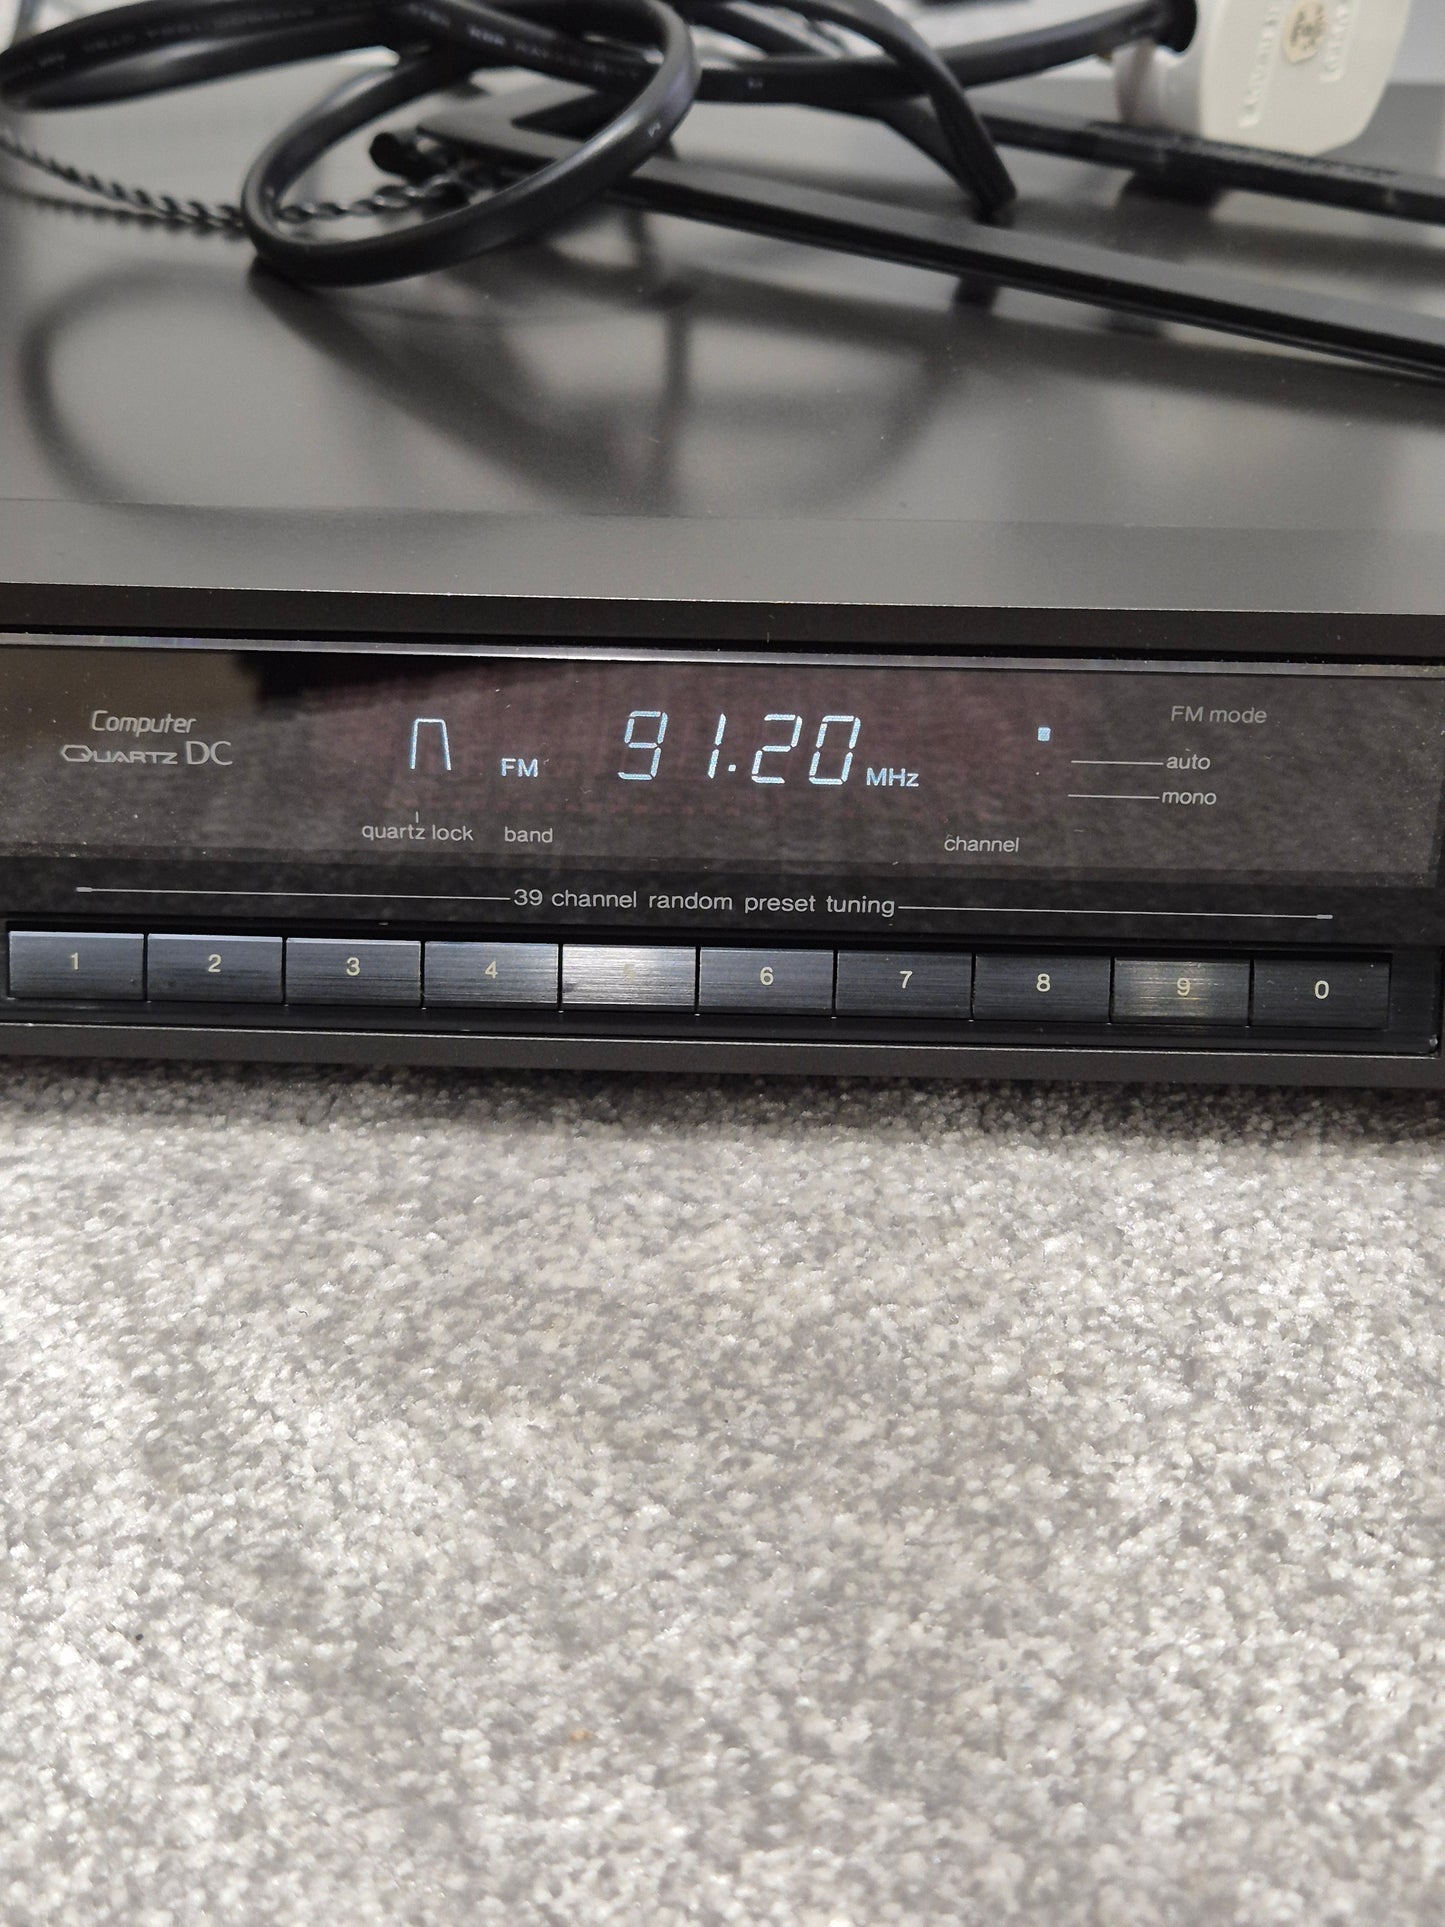 Computer
QUARTZ DC
FM
91.20 MHz
FM mode
auto
mono
quartz lock
band
channel
39 channel random preset tuning
1 2 3 4 5 6 7 8 9 0